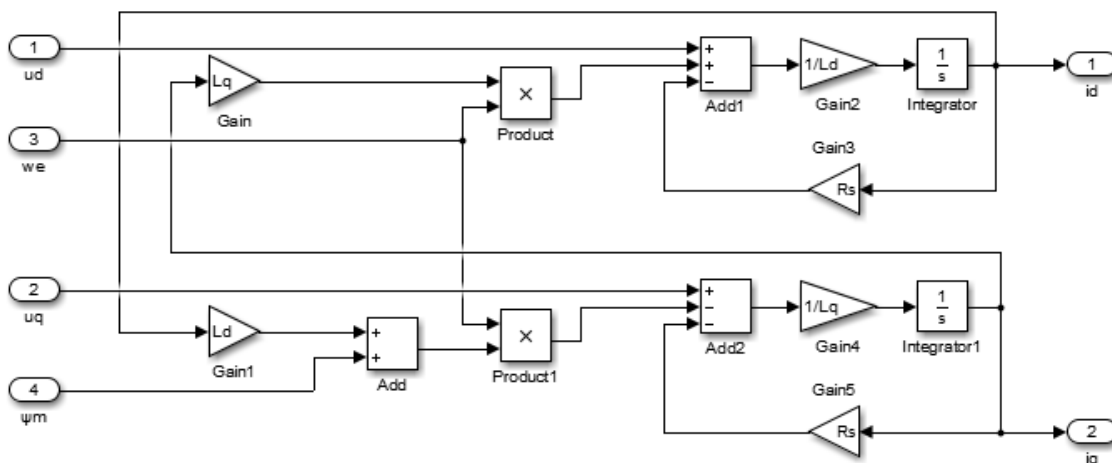 1
ud
Lq
Gain
×
Product
+
+
−
Add1
1/Ld
Gain2
1
s
Integrator
1
id
3
we
Gain3
Rs
2
uq
Ld
Gain1
+
+
Add
×
Product1
+
−
−
Add2
1/Lq
Gain4
1
s
Integrator1
4
ψm
Gain5
Rs
2
iq